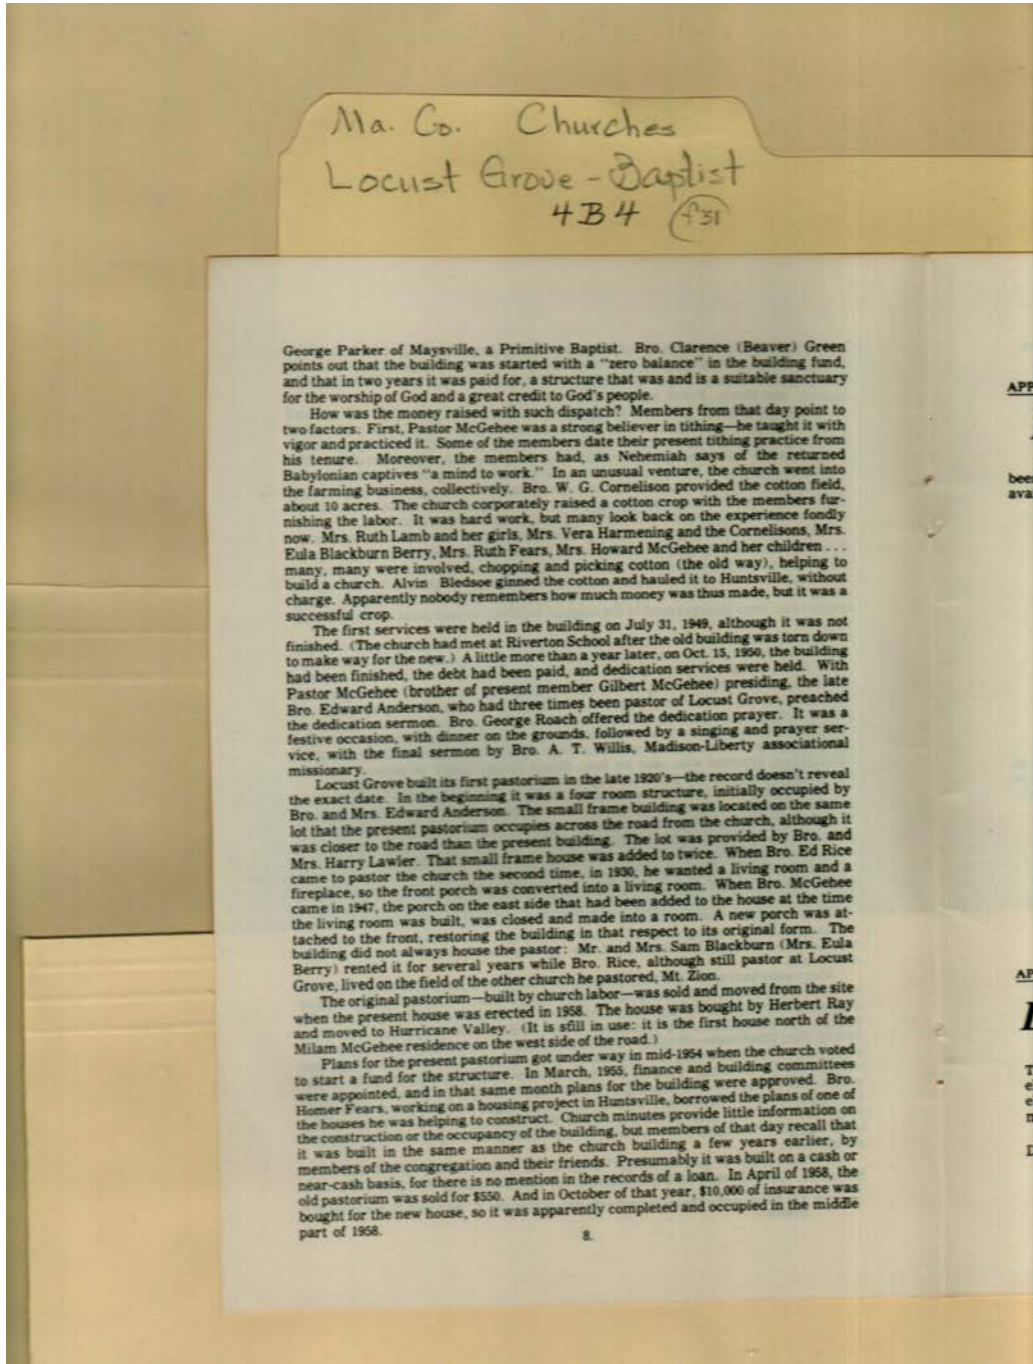 Ma. Co. Churches
Locust Grove - Baptist
4B4 f31
George Parker of Maysville, a Primitive Baptist. Bro. Clarence (Beaver) Green
points out that the building was started with a "zero balance" in the building fund,
and that in two years it was paid for, a structure that was and is a suitable sanctuary
for the worship of God and a great credit to God's people.
How was the money raised with such dispatch? Members from that day point to
two factors. First, Pastor McGehee was a strong believer in tithing—he taught it with
vigor and practiced it. Some of the members date their present tithing practice from
his tenure. Moreover, the members had, as Nehemiah says of the returned
Babylonian captives "a mind to work." In an unusual venture, the church went into
the farming business, collectively. Bro. W. G. Cornelison provided the cotton field,
about 10 acres. The church corporately raised a cotton crop with the members fur-
nishing the labor. It was hard work, but many look back on the experience fondly
now. Mrs. Ruth Lamb and her girls, Mrs. Vera Harmening and the Cornelisons, Mrs.
Eula Blackburn Berry, Mrs. Ruth Fears, Mrs. Howard McGehee and her children . . .
many, many were involved, chopping and picking cotton (the old way), helping to
build a church. Alvin Bledsoe ginned the cotton and hauled it to Huntsville, without
charge. Apparently nobody remembers how much money was thus made, but it was a
successful crop.
The first services were held in the building on July 31, 1949, although it was not
finished. (The church had met at Riverton School after the old building was torn down
to make way for the new.) A little more than a year later, on Oct. 15, 1950, the building
had been finished, the debt had been paid, and dedication services were held. With
Pastor McGehee (brother of present member Gilbert McGehee) presiding, the late
Bro. Edward Anderson, who had three times been pastor of Locust Grove, preached
the dedication sermon. Bro. George Roach offered the dedication prayer. It was a
festive occasion, with dinner on the grounds, followed by a singing and prayer ser-
vice, with the final sermon by Bro. A. T. Willis, Madison-Liberty associational
missionary.
Locust Grove built its first pastorium in the late 1920's—the record doesn't reveal
the exact date. In the beginning it was a four room structure, initially occupied by
Bro. and Mrs. Edward Anderson. The small frame building was located on the same
lot that the present pastorium occupies across the road from the church, although it
was closer to the road than the present building. The lot was provided by Bro. and
Mrs. Harry Lawler. That small frame house was added to twice. When Bro. Ed Rice
came to pastor the church the second time, in 1930, he wanted a living room and a
fireplace, so the front porch was converted into a living room. When Bro. McGehee
came in 1947, the porch on the east side that had been added to the house at the time
the living room was built, was closed and made into a room. A new porch was at-
tached to the front, restoring the building in that respect to its original form. The
building did not always house the pastor: Mr. and Mrs. Sam Blackburn (Mrs. Eula
Berry) rented it for several years while Bro. Rice, although still pastor at Locust
Grove, lived on the field of the other church he pastored, Mt. Zion.
The original pastorium—built by church labor—was sold and moved from the site
when the present house was erected in 1958. The house was bought by Herbert Ray
and moved to Hurricane Valley. (It is still in use: it is the first house north of the
Milam McGehee residence on the west side of the road.)
Plans for the present pastorium got under way in mid-1954 when the church voted
to start a fund for the structure. In March, 1955, finance and building committees
were appointed, and in that same month plans for the building were approved. Bro.
Homer Fears, working on a housing project in Huntsville, borrowed the plans of one of
the houses he was helping to construct. Church minutes provide little information on
the construction or the occupancy of the building, but members of that day recall that
it was built in the same manner as the church building a few years earlier, by
members of the congregation and their friends. Presumably it was built on a cash or
near-cash basis, for there is no mention in the records of a loan. In April of 1958, the
old pastorium was sold for $550. And in October of that year, $10,000 of insurance was
bought for the new house, so it was apparently completed and occupied in the middle
part of 1958.
8.
APP
bee
ava
AP